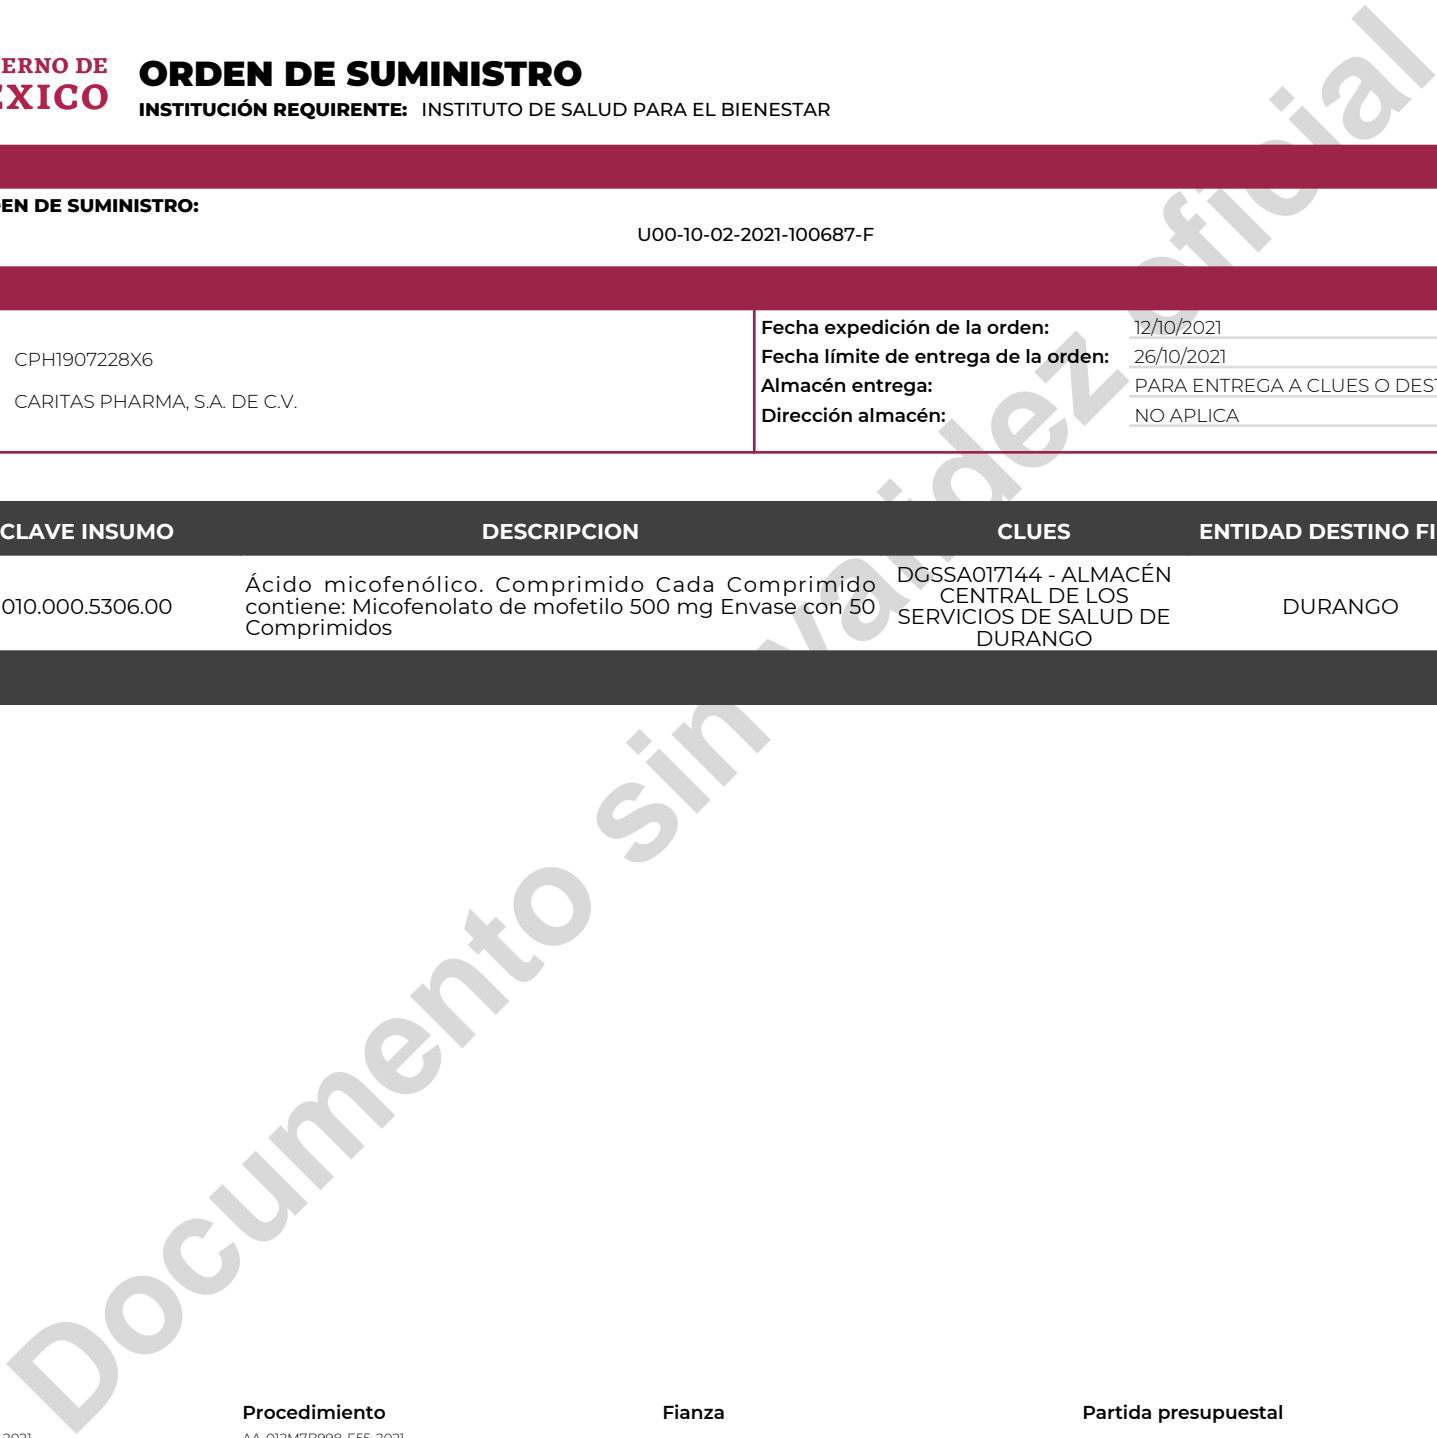 ERNO DE
ÉXICO
ORDEN DE SUMINISTRO
INSTITUCIÓN REQUIRENTE: INSTITUTO DE SALUD PARA EL BIENESTAR
EN DE SUMINISTRO:
U00-10-02-2021-100687-F
CPH1907228X6
CARITAS PHARMA, S.A. DE C.V.
Fecha expedición de la orden: 12/10/2021
Fecha límite de entrega de la orden: 26/10/2021
Almacén entrega: PARA ENTREGA A CLUES O DEST
Dirección almacén: NO APLICA
CLAVE INSUMO DESCRIPCION CLUES ENTIDAD DESTINO FI
010.000.5306.00
Ácido micofenólico. Comprimido Cada Comprimido
contiene: Micofenolato de mofetilo 500 mg Envase con 50
Comprimidos
DGSSA017144 - ALMACÉN
CENTRAL DE LOS
SERVICIOS DE SALUD DE
DURANGO
DURANGO
Documento sin validez oficial
Procedimiento Fianza Partida presupuestal